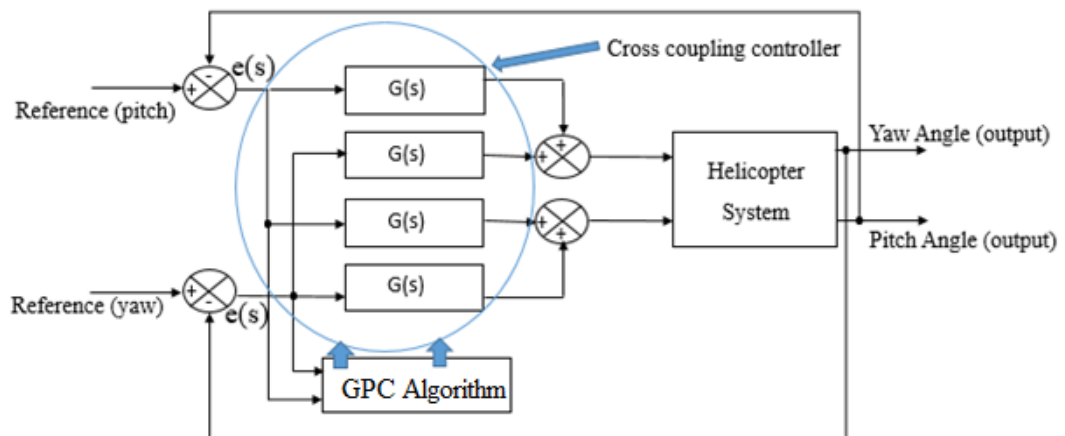 Cross coupling controller
-
e(s)
+
Reference (pitch)
G(s)
+
G(s)
+
Yaw Angle (output)
Helicopter
System
G(s)
+
+
Pitch Angle (output)
G(s)
+
-
Reference (yaw)
e(s)
GPC Algorithm